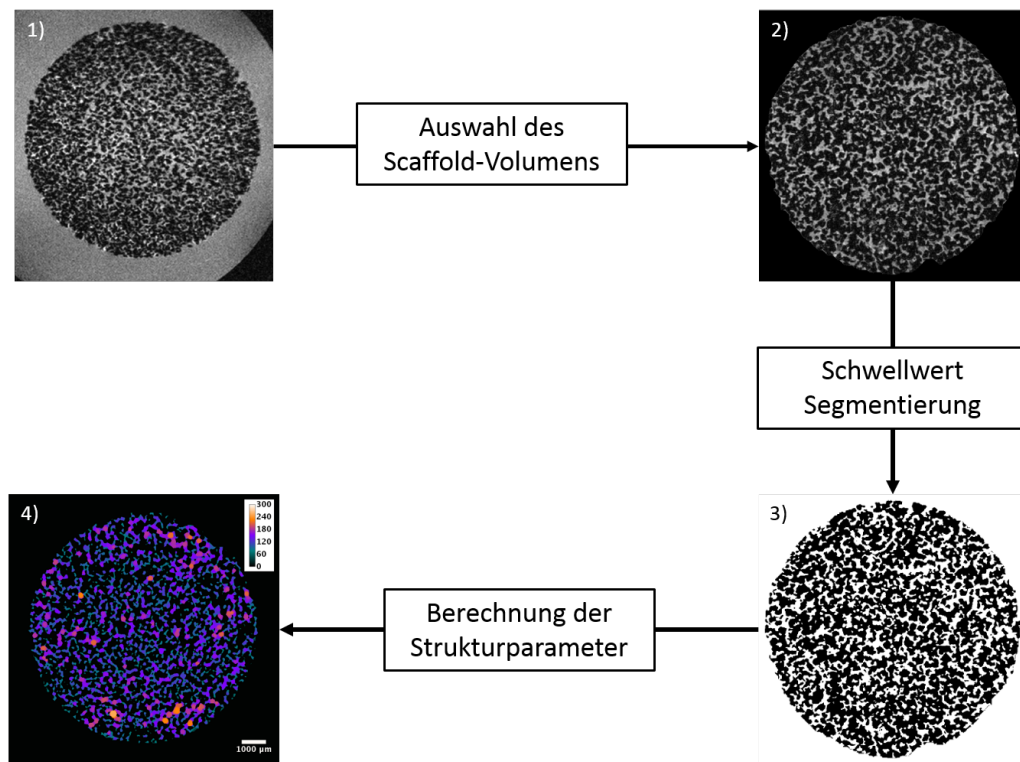 1)
Auswahl des
Scaffold-Volumens
2)
Schwellwert
Segmentierung
3)
Berechnung der
Strukturparameter
4)
300
240
180
120
60
0
1000 µm